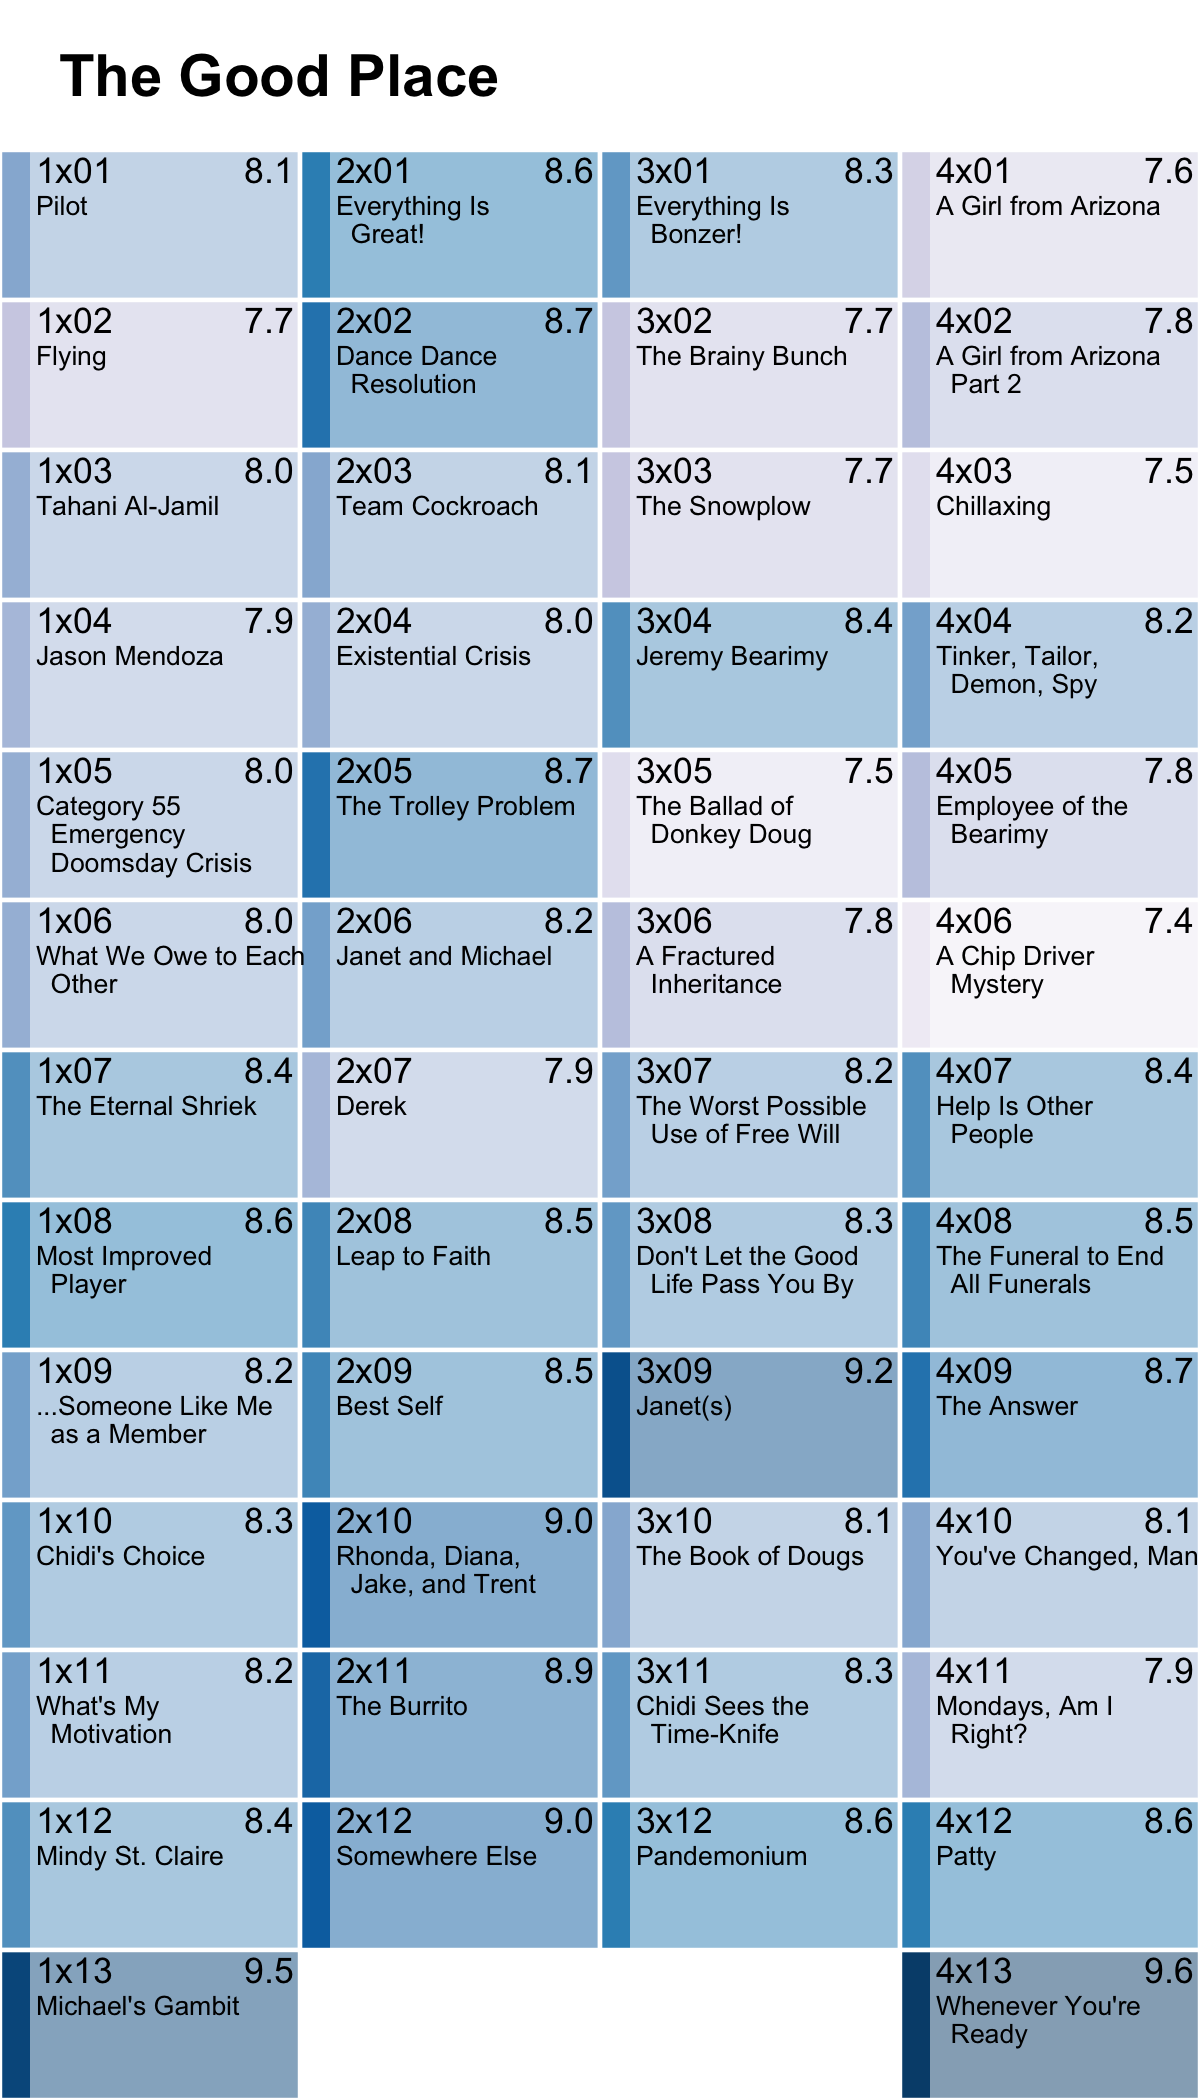 The Good Place
1x01 8.1
Pilot
2x01 8.6
Everything Is
Great!
3x01 8.3
Everything Is
Bonzer!
4x01 7.6
A Girl from Arizona
1x02 7.7
Flying
2x02 8.7
Dance Dance
Resolution
3x02 7.7
The Brainy Bunch
4x02 7.8
A Girl from Arizona
Part 2
1x03 8.0
Tahani Al-Jamil
2x03 8.1
Team Cockroach
3x03 7.7
The Snowplow
4x03 7.5
Chillaxing
1x04 7.9
Jason Mendoza
2x04 8.0
Existential Crisis
3x04 8.4
Jeremy Bearimy
4x04 8.2
Tinker, Tailor,
Demon, Spy
1x05 8.0
Category 55
Emergency
Doomsday Crisis
2x05 8.7
The Trolley Problem
3x05 7.5
The Ballad of
Donkey Doug
4x05 7.8
Employee of the
Bearimy
1x06 8.0
What We Owe to Each
Other
2x06 8.2
Janet and Michael
3x06 7.8
A Fractured
Inheritance
4x06 7.4
A Chip Driver
Mystery
1x07 8.4
The Eternal Shriek
2x07 7.9
Derek
3x07 8.2
The Worst Possible
Use of Free Will
4x07 8.4
Help Is Other
People
1x08 8.6
Most Improved
Player
2x08 8.5
Leap to Faith
3x08 8.3
Don't Let the Good
Life Pass You By
4x08 8.5
The Funeral to End
All Funerals
1x09 8.2
...Someone Like Me
as a Member
2x09 8.5
Best Self
3x09 9.2
Janet(s)
4x09 8.7
The Answer
1x10 8.3
Chidi's Choice
2x10 9.0
Rhonda, Diana,
Jake, and Trent
3x10 8.1
The Book of Dougs
4x10 8.1
You've Changed, Man
1x11 8.2
What's My
Motivation
2x11 8.9
The Burrito
3x11 8.3
Chidi Sees the
Time-Knife
4x11 7.9
Mondays, Am I
Right?
1x12 8.4
Mindy St. Claire
2x12 9.0
Somewhere Else
3x12 8.6
Pandemonium
4x12 8.6
Patty
1x13 9.5
Michael's Gambit
4x13 9.6
Whenever You're
Ready